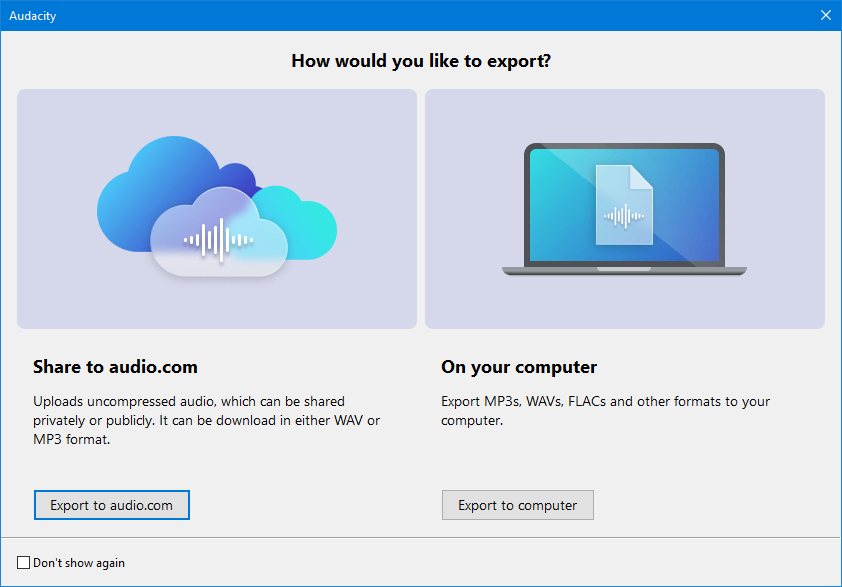 Audacity
How would you like to export?
Share to audio.com
Uploads uncompressed audio, which can be shared
privately or publicly. It can be download in either WAV or
MP3 format.
Export to audio.com
On your computer
Export MP3s, WAVs, FLACs and other formats to your
computer.
Export to computer
Don't show again